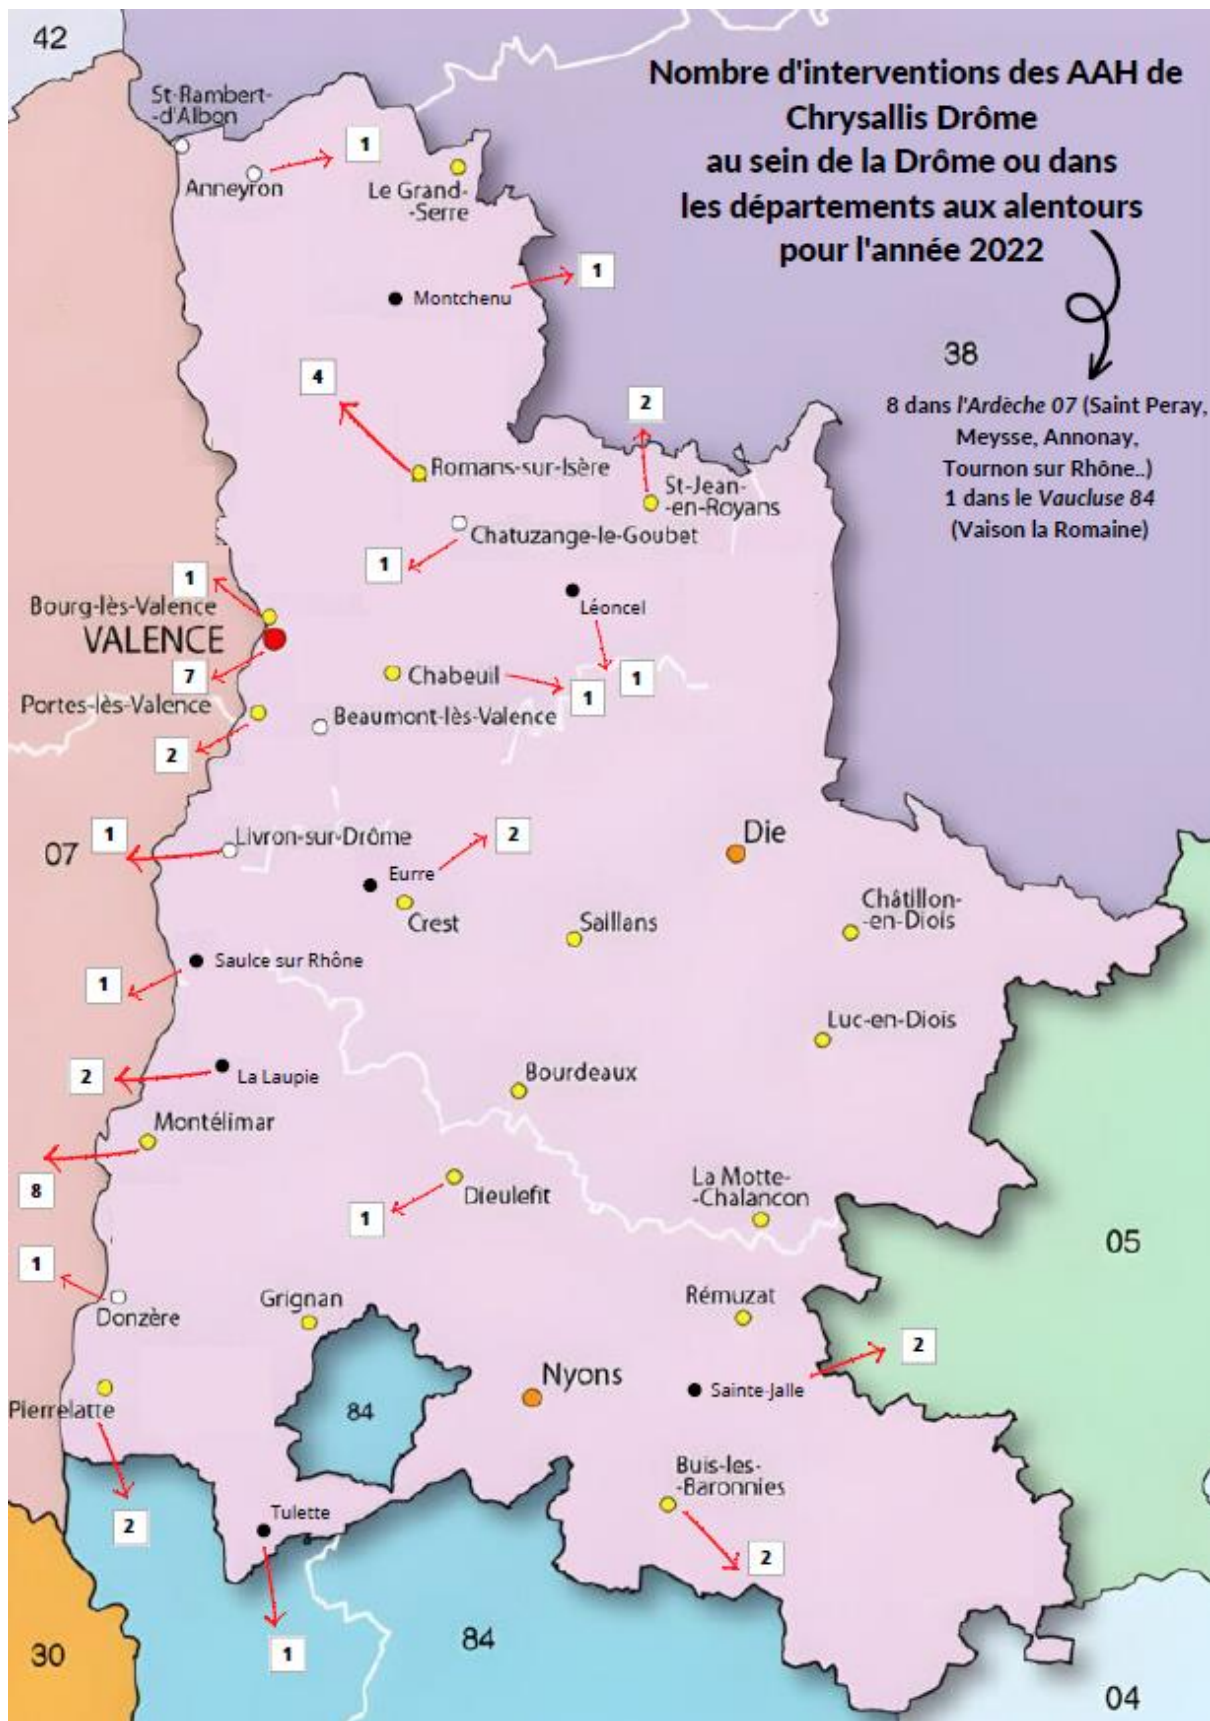 42
Nombre d'interventions des AAH de
Chrysallis Drôme
au sein de la Drôme ou dans
les départements aux alentours
pour l'année 2022
St-Rambert-
-d'Albon
1
Anneyron
Le Grand-
-Serre
1
Montchenu
38
4
2
8 dans l'Ardèche 07 (Saint Peray,
Meysse, Annonay,
Tournon sur Rhône..)
1 dans le Vaucluse 84
(Vaison la Romaine)
Romans-sur-Isère
St-Jean-
-en-Royans
Chatuzange-le-Goubet
1
1
Bourg-lès-Valence
Léoncel
VALENCE
7
Chabeuil
1
1
Portes-lès-Valence
Beaumont-lès-Valence
2
1
Livron-sur-Drôme
2
Die
07
Eurre
Crest
Saillans
Châtillon-
-en-Diois
Saulce sur Rhône
1
Luc-en-Diois
2
La Laupie
Bourdeaux
Montélimar
8
Dieulefit
1
La Motte-
-Chalancon
05
1
Donzère
Grignan
Rémuzat
2
Nyons
Sainte-Jalle
Pierrelatte
84
Buis-les-
-Baronnies
2
Tulette
2
1
84
30
04